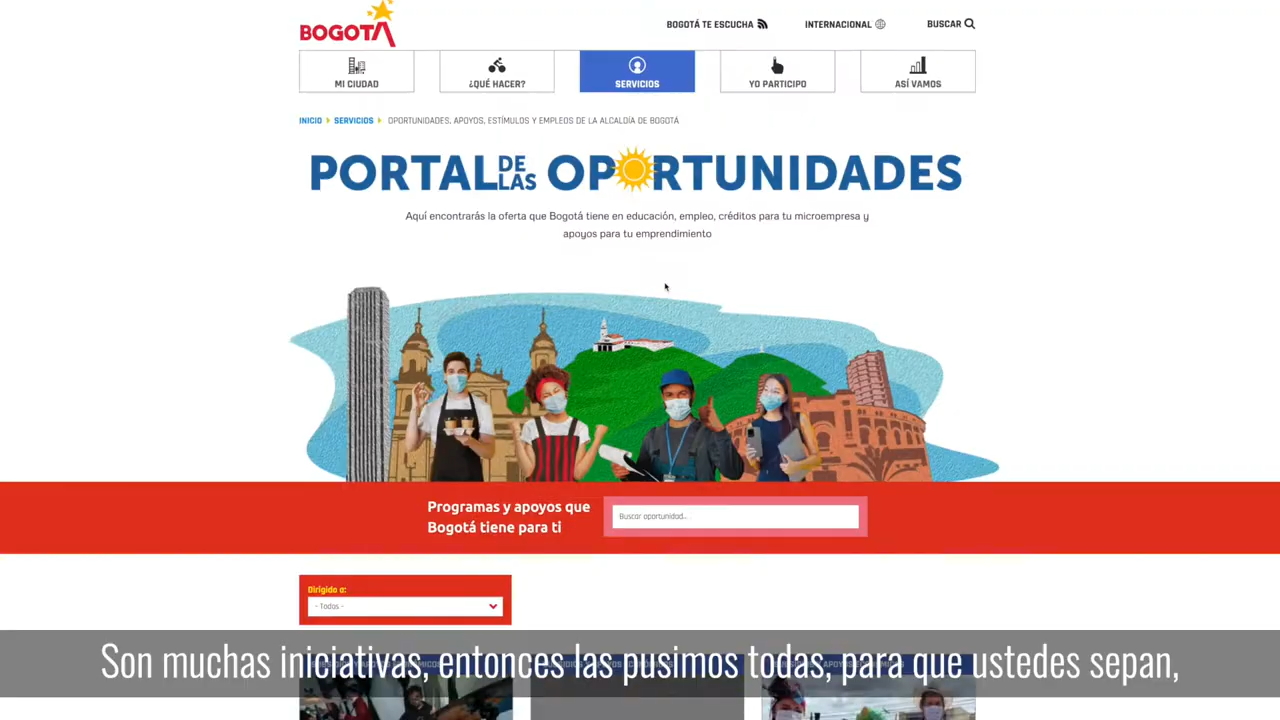 BOGOTÁ
BOGOTÁ TE ESCUCHA
INTERNACIONAL
BUSCAR
MI CIUDAD
¿QUÉ HACER?
SERVICIOS
YO PARTICIPO
ASÍ VAMOS
INICIO
SERVICIOS
OPORTUNIDADES, APOYOS, ESTÍMULOS Y EMPLEOS DE LA ALCALDÍA DE BOGOTÁ
PORTAL DE LAS OPORTUNIDADES
Aquí encontrarás la oferta que Bogotá tiene en educación, empleo, créditos para tu microempresa y
apoyos para tu emprendimiento
Programas y apoyos que
Bogotá tiene para ti
Buscar oportunidad...
Dirigido a:
- Todos -
Son muchas iniciativas, entonces las pusimos todas, para que ustedes sepan,